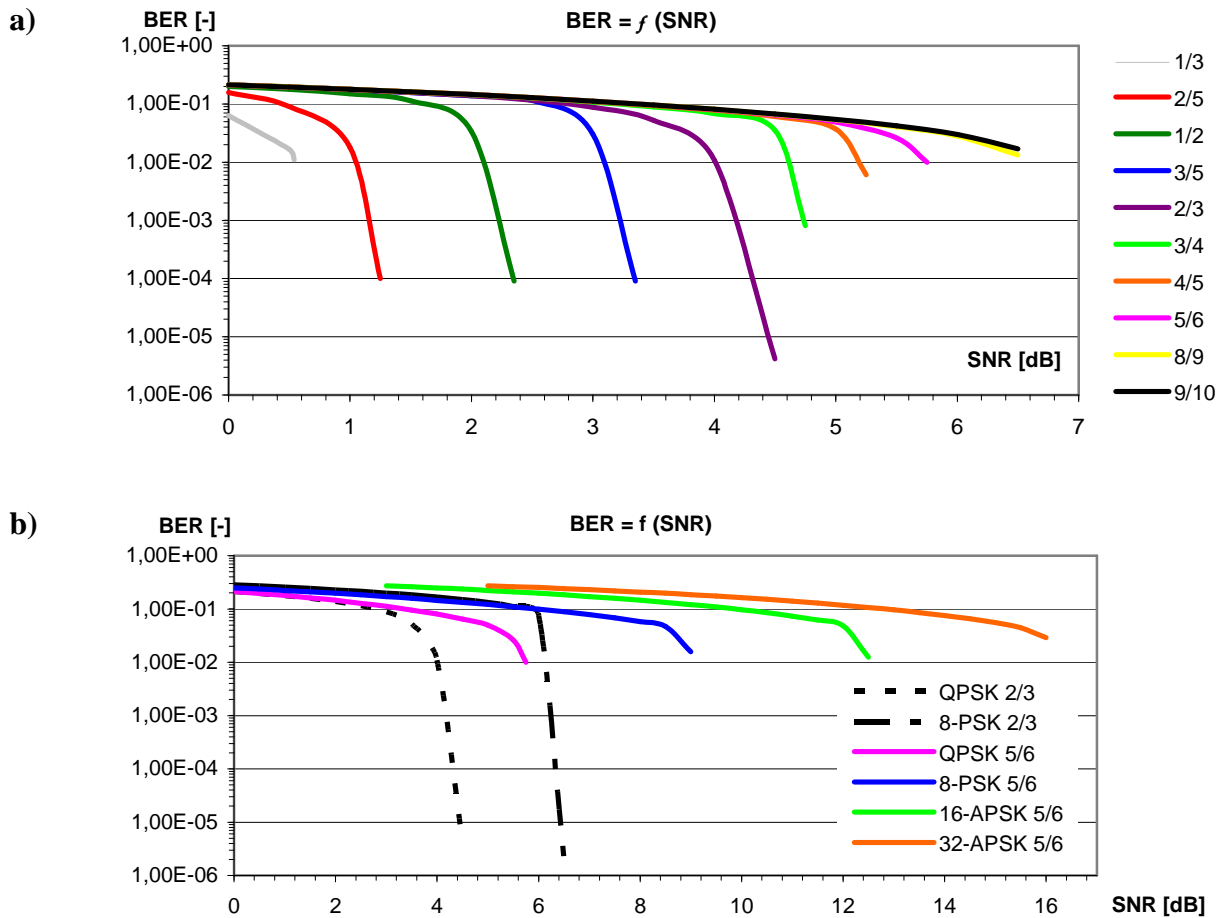 a)
BER [-]
BER = f (SNR)
1,00E+00
1,00E-01
1,00E-02
1,00E-03
1,00E-04
1,00E-05
1,00E-06
SNR [dB]
0 1 2 3 4 5 6 7
1/3
2/5
1/2
3/5
2/3
3/4
4/5
5/6
8/9
9/10
b)
BER [-]
BER = f (SNR)
1,00E+00
1,00E-01
1,00E-02
1,00E-03
1,00E-04
1,00E-05
1,00E-06
QPSK 2/3
8-PSK 2/3
QPSK 5/6
8-PSK 5/6
16-APSK 5/6
32-APSK 5/6
0 2 4 6 8 10 12 14 16
SNR [dB]